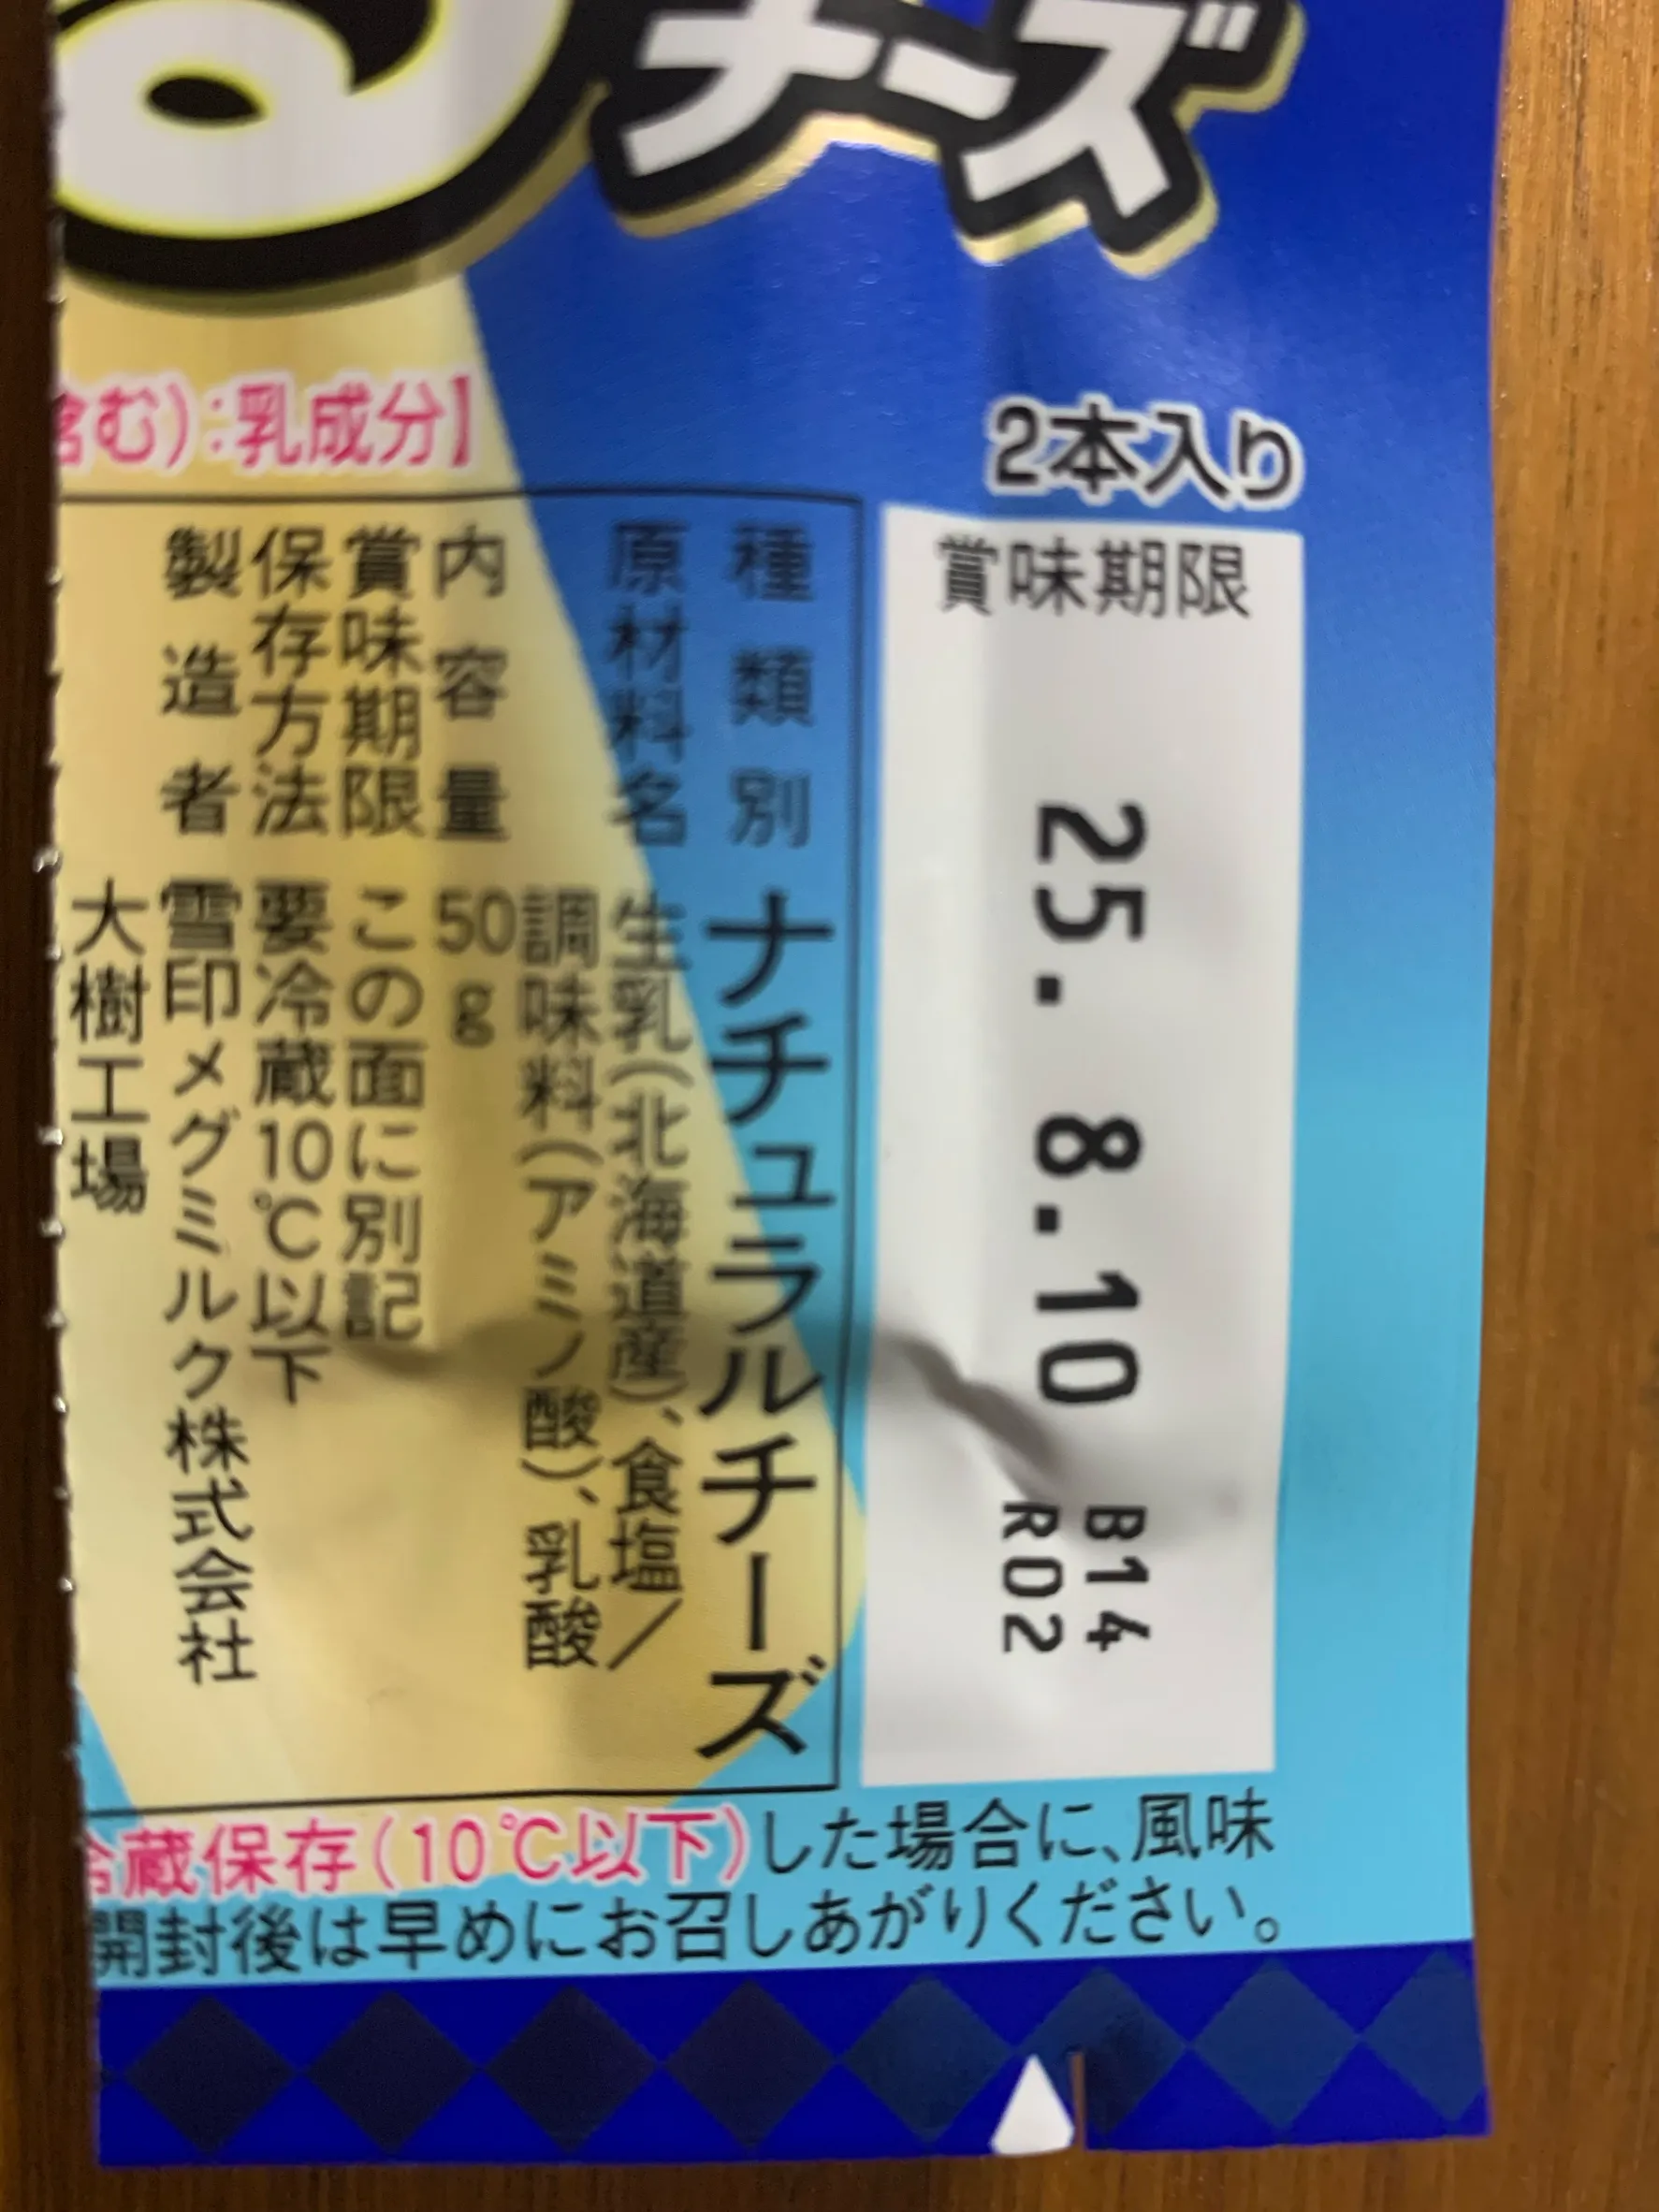 る
チーズ
含む）：乳成分】
2本入り
賞味期限
25. 8.10
B14
R02
種類別 ナチュラルチーズ
原材料名 生乳（北海道産）、食塩／
調味料（アミノ酸）、乳酸
内容量 50g
賞味期限 この面に別記
保存方法 要冷蔵10℃以下
製造者 雪印メグミルク株式会社
大樹工場
冷蔵保存（10℃以下）した場合に、風味
開封後は早めにお召しあがりください。